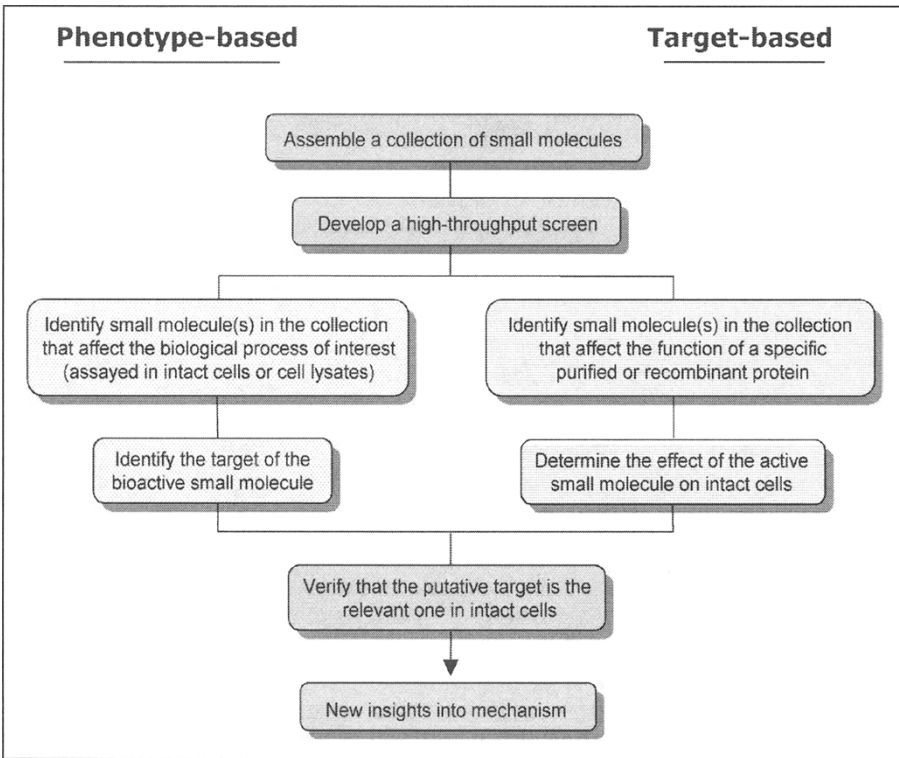 Phenotype-based
Target-based
Assemble a collection of small molecules
Develop a high-throughput screen
Identify small molecule(s) in the collection
that affect the biological process of interest
(assayed in intact cells or cell lysates)
Identify small molecule(s) in the collection
that affect the function of a specific
purified or recombinant protein
Identify the target of the
bioactive small molecule
Determine the effect of the active
small molecule on intact cells
Verify that the putative target is the
relevant one in intact cells
New insights into mechanism